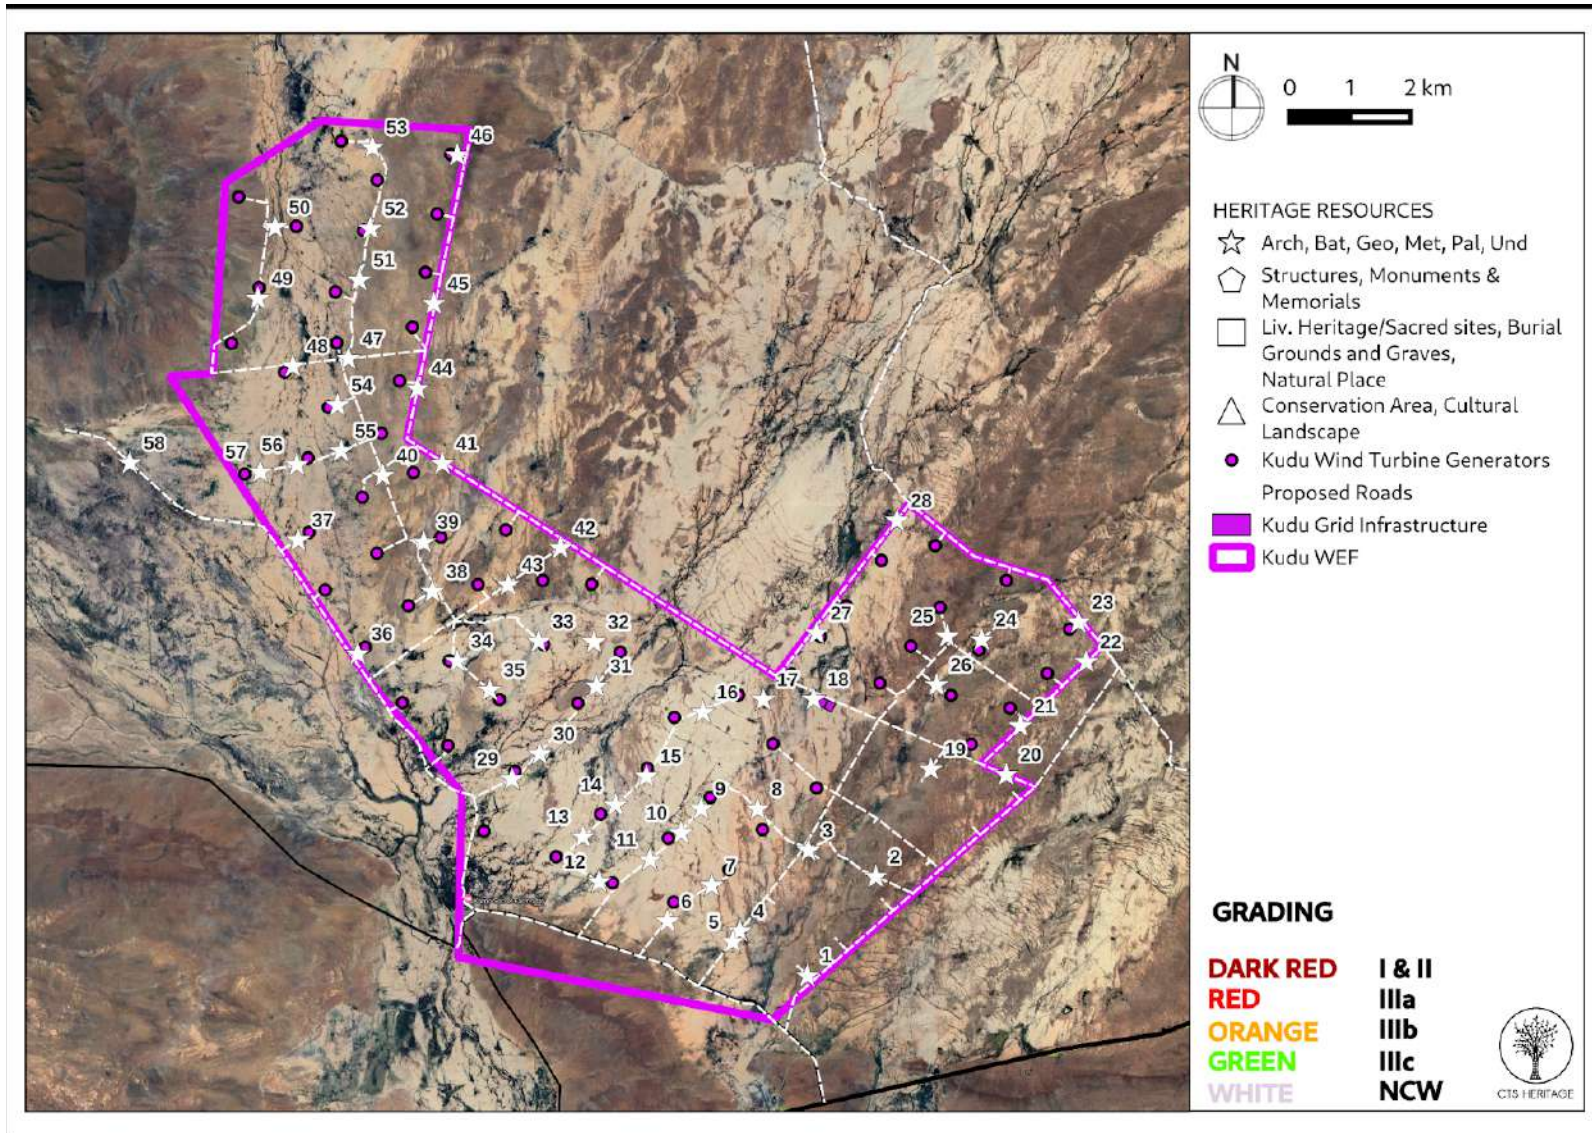 N
0 1 2 km
HERITAGE RESOURCES
Arch, Bat, Geo, Met, Pal, Und
Structures, Monuments &
Memorials
Liv. Heritage/Sacred sites, Burial
Grounds and Graves,
Natural Place
Conservation Area, Cultural
Landscape
Kudu Wind Turbine Generators
Proposed Roads
Kudu Grid Infrastructure
Kudu WEF
GRADING
DARK RED I & II
RED IIIa
ORANGE IIIb
GREEN IIIc
WHITE NCW
CTS HERITAGE
53
46
50
52
51
49
45
48
47
44
54
58
57
56
55
40
41
37
39
42
28
38
43
36
34
33
32
27
25
24
23
22
35
31
26
16
17
18
21
30
29
15
19
20
14
9
8
13
10
12
11
3
7
2
6
5
4
1